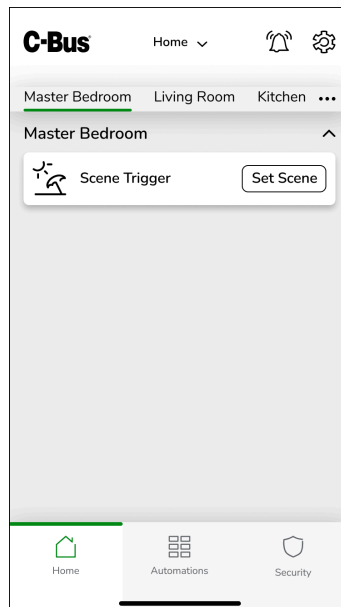 C-Bus Home
Master Bedroom Living Room Kitchen •••
Master Bedroom
Scene Trigger Set Scene
Home Automations Security